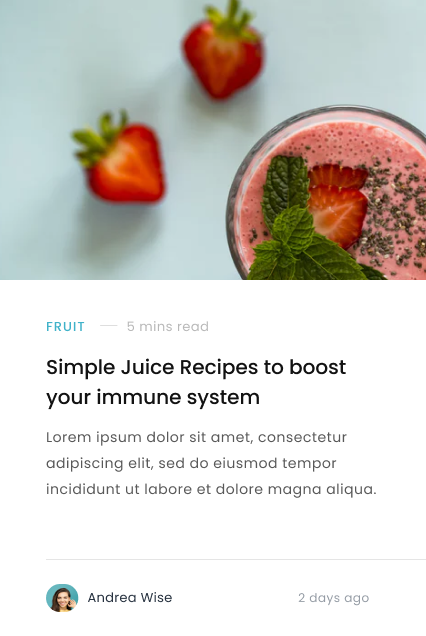 FRUIT — 5 mins read
Simple Juice Recipes to boost
your immune system
Lorem ipsum dolor sit amet, consectetur
adipiscing elit, sed do eiusmod tempor
incididunt ut labore et dolore magna aliqua.
Andrea Wise 2 days ago